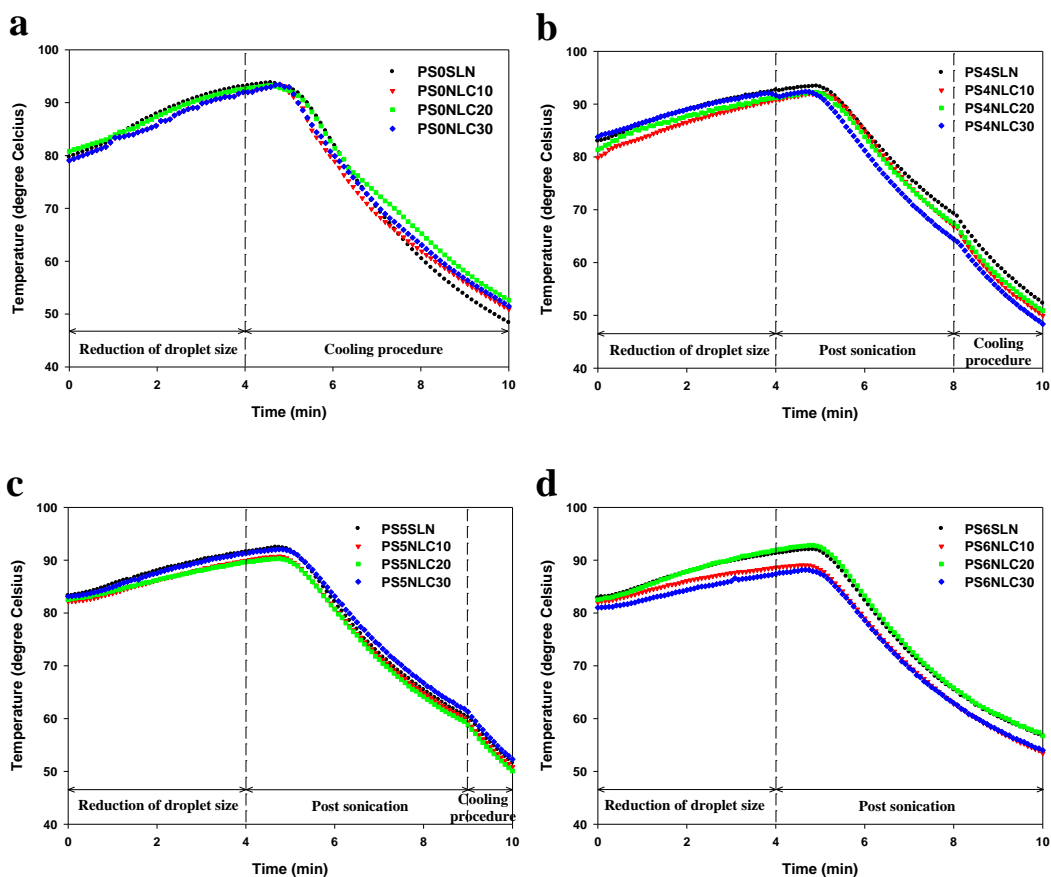 a
100
90
80
70
60
50
40
Temperature (degree Celsius)
PS0SLN
PS0NLC10
PS0NLC20
PS0NLC30
Reduction of droplet size
Cooling procedure
0
2
4
6
8
10
Time (min)
b
100
90
80
70
60
50
40
Temperature (degree Celsius)
PS4SLN
PS4NLC10
PS4NLC20
PS4NLC30
Reduction of droplet size
Post sonication
Cooling
procedure
0
2
4
6
8
10
Time (min)
c
100
90
80
70
60
50
40
Temperature (degree Celsius)
PS5SLN
PS5NLC10
PS5NLC20
PS5NLC30
Reduction of droplet size
Post sonication
Cooling
procedure
0
2
4
6
8
10
Time (min)
d
100
90
80
70
60
50
40
Temperature (degree Celsius)
PS6SLN
PS6NLC10
PS6NLC20
PS6NLC30
Reduction of droplet size
Post sonication
0
2
4
6
8
10
Time (min)